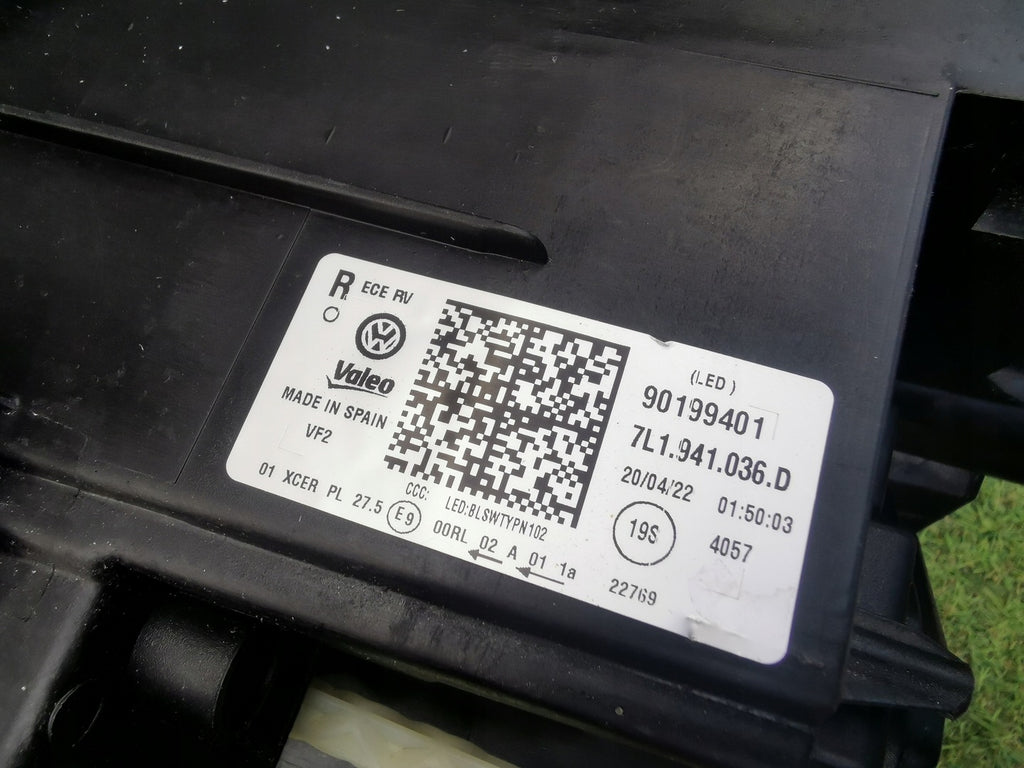 R ECE RV
VW
Valeo
MADE IN SPAIN
VF2
01 XCER PL 27.5 E9 00RL 02 A 01 1a
CCC:
LED:BLSWTYPN102
(LED)
90199401
7L1.941.036.D
20/04/22 01:50:03
19S 4057
22769